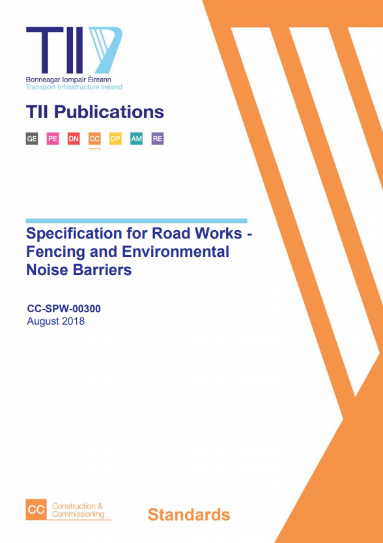 TII
Bonneagar Iompair Éireann
Transport Infrastructure Ireland
TII Publications
GE PE DN CC OP AM RE
Specification for Road Works -
Fencing and Environmental
Noise Barriers
CC-SPW-00300
August 2018
CC
Construction &
Commissioning
Standards